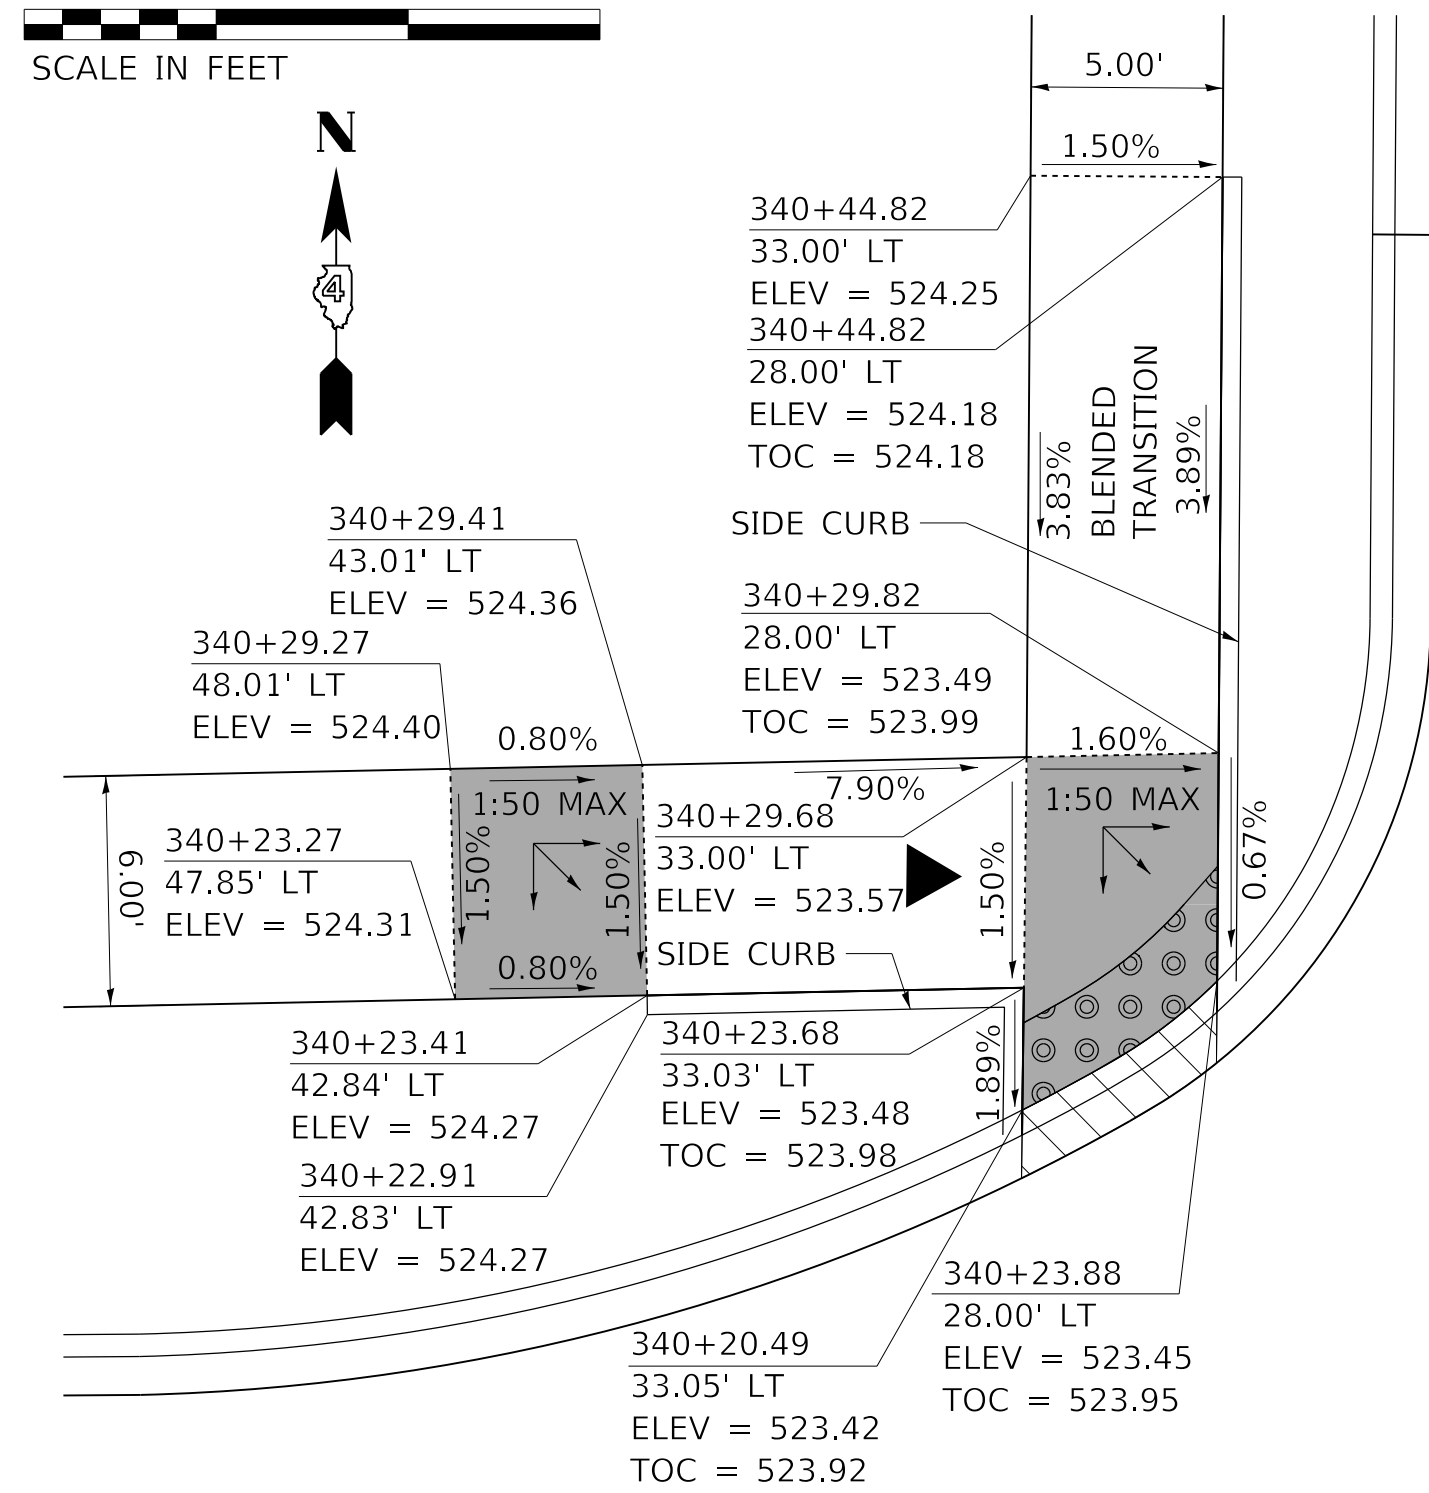 SCALE IN FEET
N
4
5.00'
1.50%
340+44.82
33.00' LT
ELEV = 524.25
340+44.82
28.00' LT
ELEV = 524.18
TOC = 524.18
BLENDED
TRANSITION
3.83%
3.89%
SIDE CURB
340+29.41
43.01' LT
ELEV = 524.36
340+29.82
28.00' LT
ELEV = 523.49
TOC = 523.99
340+29.27
48.01' LT
ELEV = 524.40
0.80%
1.60%
7.90%
1:50 MAX
1:50 MAX
340+29.68
33.00' LT
ELEV = 523.57
340+23.27
47.85' LT
ELEV = 524.31
6.00'
1.50%
1.50%
1.50%
0.67%
SIDE CURB
0.80%
340+23.41
42.84' LT
ELEV = 524.27
340+23.68
33.03' LT
ELEV = 523.48
TOC = 523.98
1.89%
340+22.91
42.83' LT
ELEV = 524.27
340+23.88
28.00' LT
ELEV = 523.45
TOC = 523.95
340+20.49
33.05' LT
ELEV = 523.42
TOC = 523.92